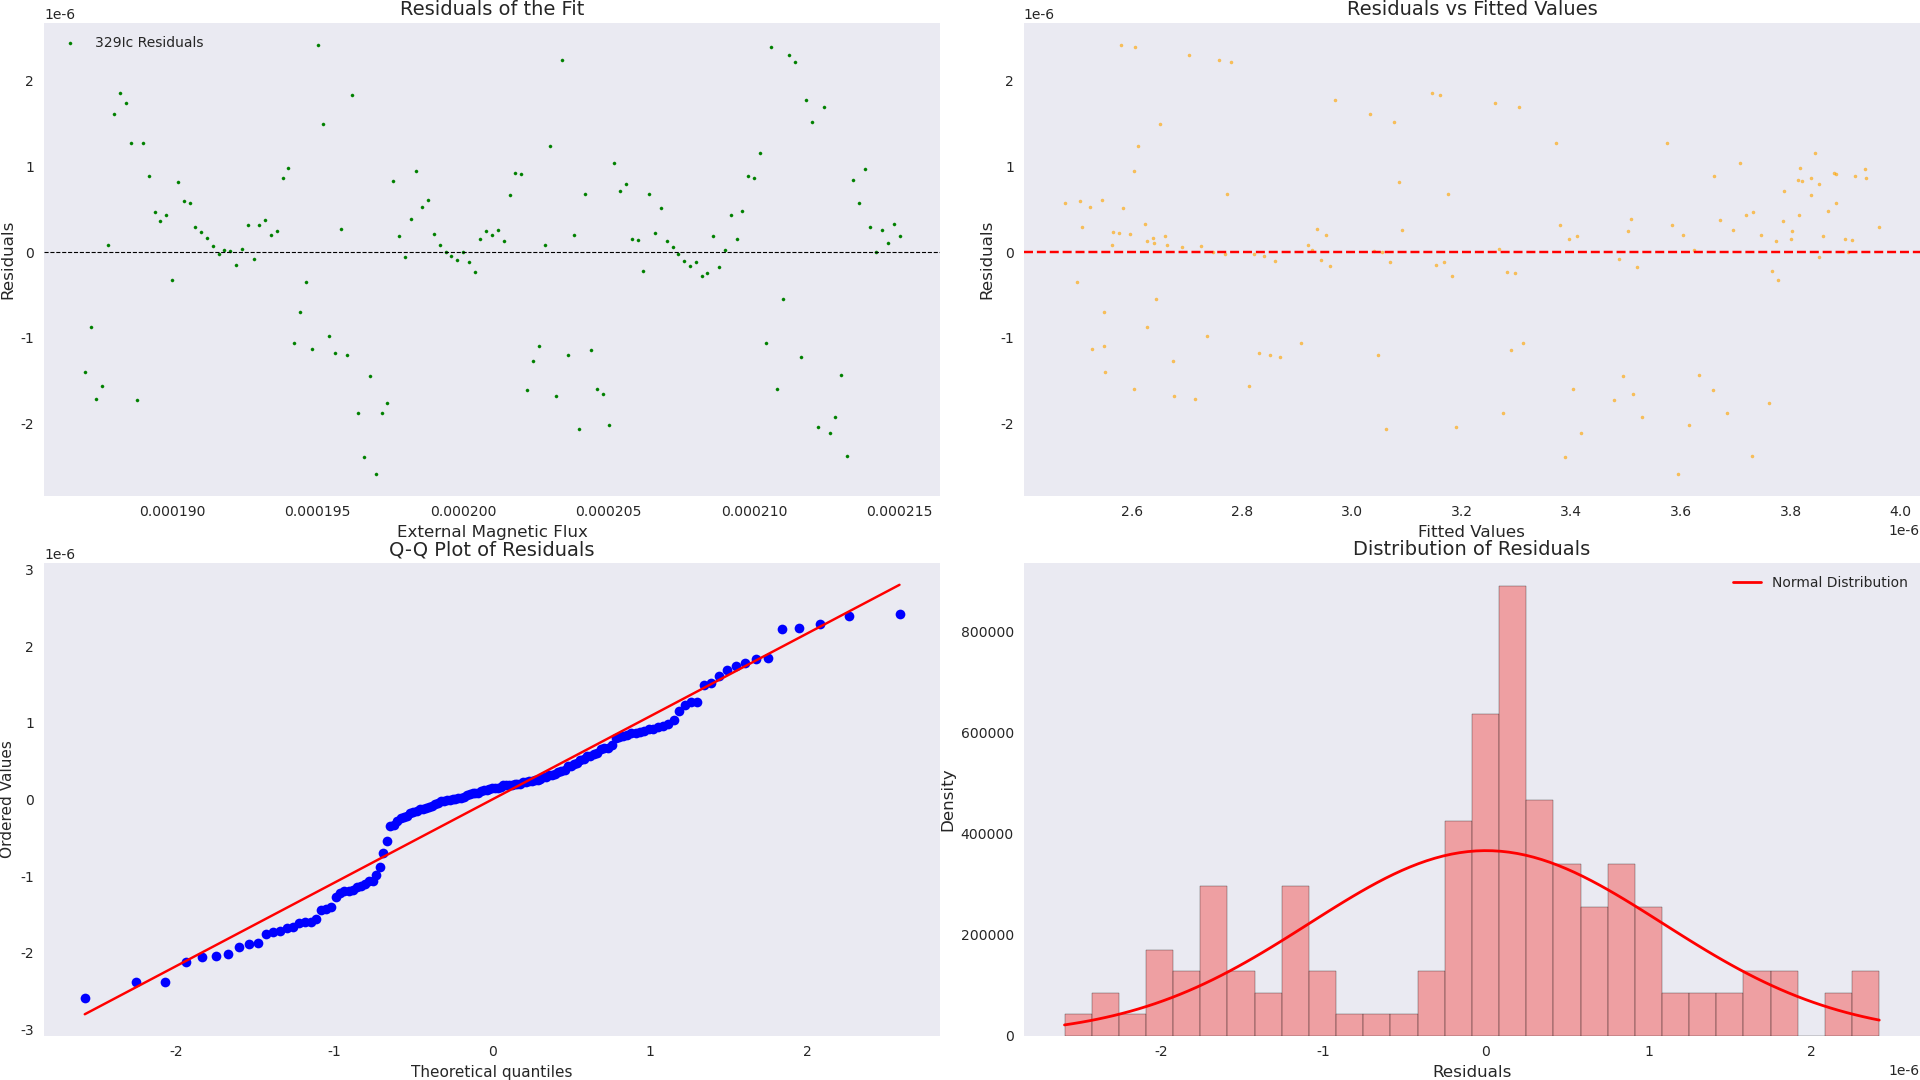 Residuals of the Fit
1e-6
329Ic Residuals
2
1
0
-1
-2
Residuals
0.000190 0.000195 0.000200 0.000205 0.000210 0.000215
External Magnetic Flux
Residuals vs Fitted Values
1e-6
2
1
0
-1
-2
Residuals
2.6 2.8 3.0 3.2 3.4 3.6 3.8 4.0
Fitted Values
1e-6
Q-Q Plot of Residuals
1e-6
3
2
1
0
-1
-2
-3
Ordered Values
-2 -1 0 1 2
Theoretical quantiles
Distribution of Residuals
Normal Distribution
800000
600000
400000
200000
0
Density
-2 -1 0 1 2
Residuals
1e-6